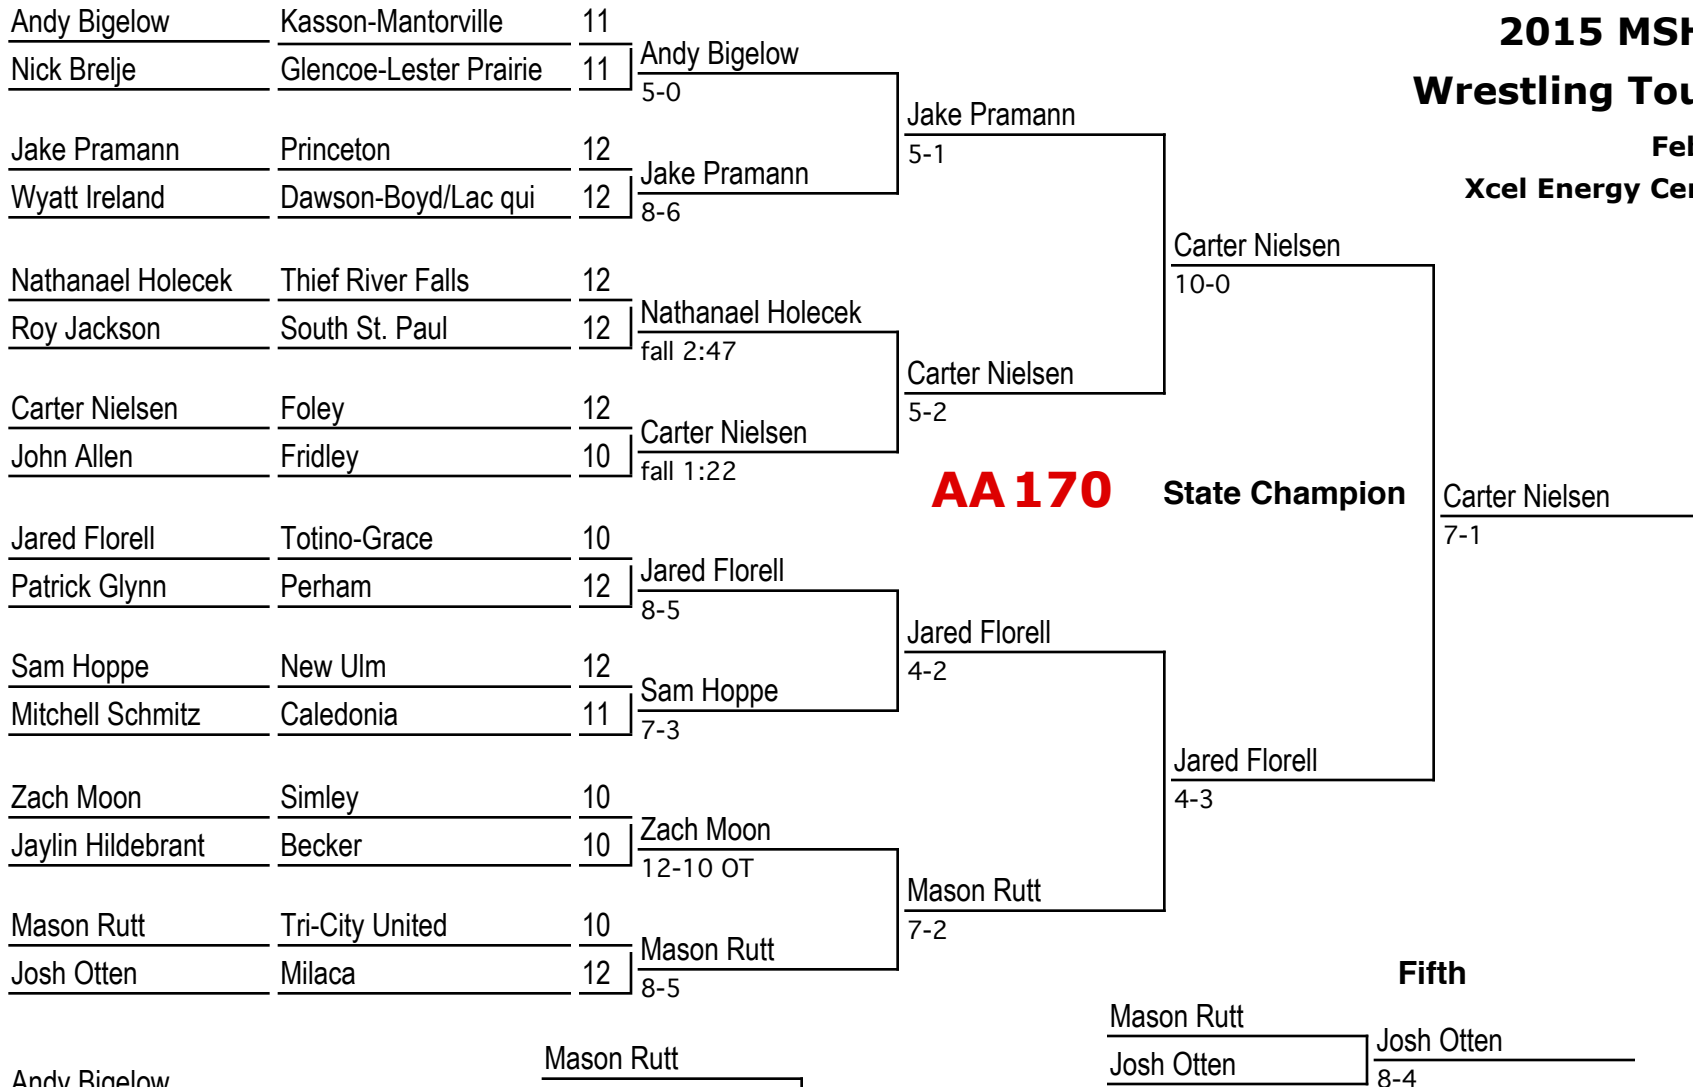 2015 MSH
Wrestling Tou
Fel
Xcel Energy Cer
Andy Bigelow Kasson-Mantorville 11
Nick Brelje Glencoe-Lester Prairie 11
Andy Bigelow
5-0
Jake Pramann Princeton 12
Wyatt Ireland Dawson-Boyd/Lac qui 12
Jake Pramann
8-6
Jake Pramann
5-1
Nathanael Holecek Thief River Falls 12
Roy Jackson South St. Paul 12
Nathanael Holecek
fall 2:47
Carter Nielsen Foley 12
John Allen Fridley 10
Carter Nielsen
fall 1:22
Carter Nielsen
5-2
Carter Nielsen
10-0
AA 170 State Champion
Carter Nielsen
7-1
Jared Florell Totino-Grace 10
Patrick Glynn Perham 12
Jared Florell
8-5
Sam Hoppe New Ulm 12
Mitchell Schmitz Caledonia 11
Sam Hoppe
7-3
Jared Florell
4-2
Zach Moon Simley 10
Jaylin Hildebrant Becker 10
Zach Moon
12-10 OT
Mason Rutt Tri-City United 10
Josh Otten Milaca 12
Mason Rutt
8-5
Mason Rutt
7-2
Jared Florell
4-3
Fifth
Mason Rutt
Josh Otten
Josh Otten
8-4
Mason Rutt
Andy Bigelow